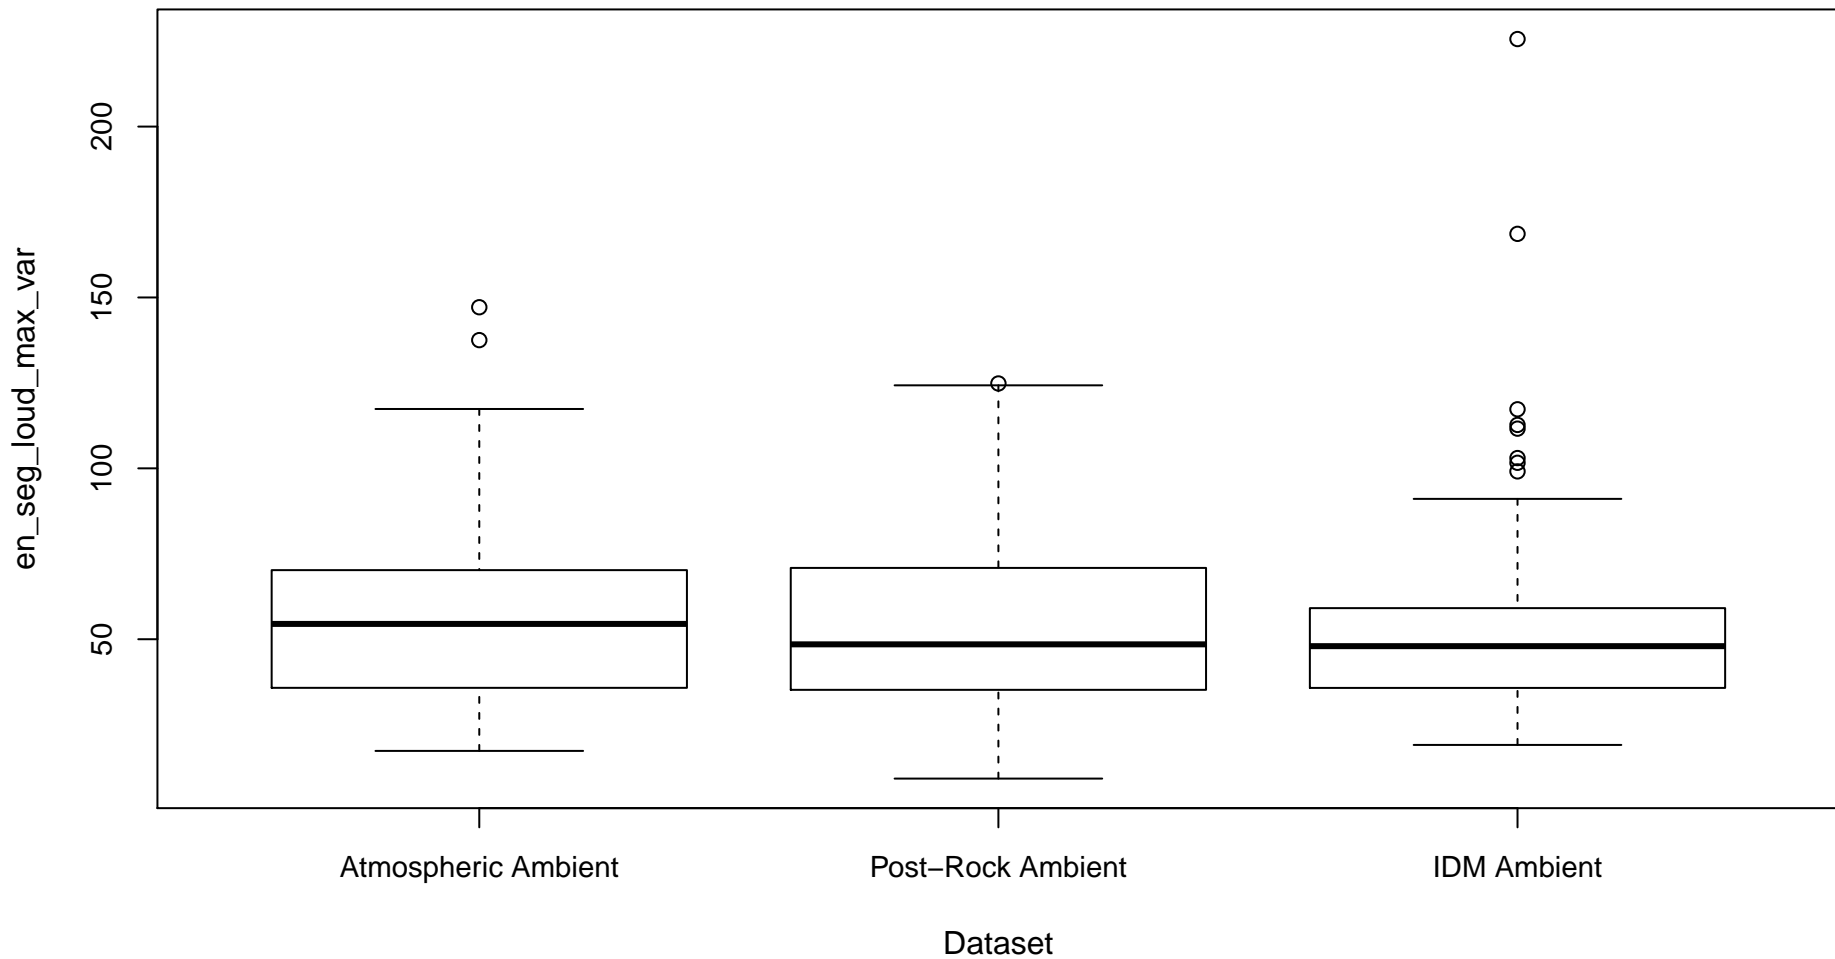 en_seg_loud_max_var
200
150
100
50
Atmospheric Ambient
Post−Rock Ambient
IDM Ambient
Dataset